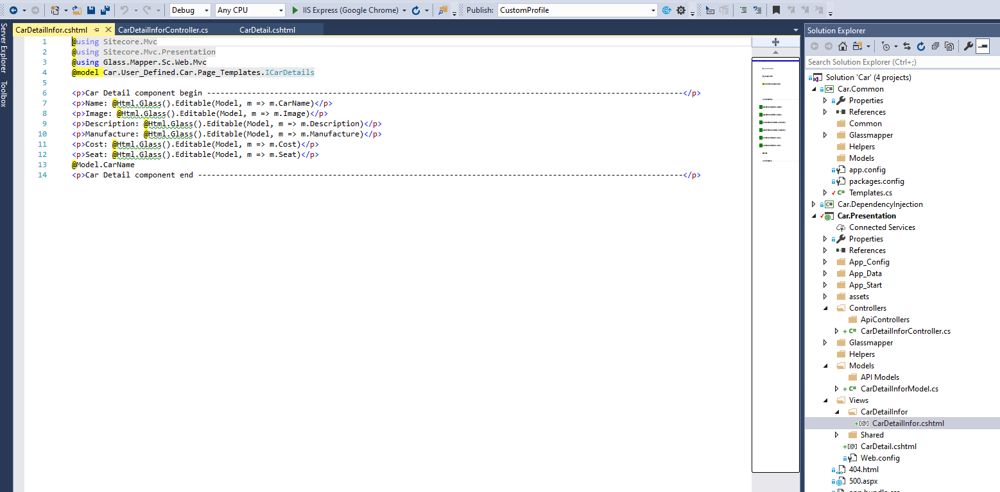 Debug
Any CPU
IIS Express (Google Chrome)
Publish:
CustomProfile
Server Explorer
Toolbox
CarDetailInfor.cshtml
CarDetailInforController.cs
CarDetail.cshtml
1 @using Sitecore.Mvc
2 @using Sitecore.Mvc.Presentation
3 @using Glass.Mapper.Sc.Web.Mvc
4 @model Car.User_Defined.Car.Page_Templates.ICarDetails
5
6 <p>Car Detail component begin ----------------------------------------------------------------------------------------------------------</p>
7 <p>Name: @Html.Glass().Editable(Model, m => m.CarName)</p>
8 <p>Image: @Html.Glass().Editable(Model, m => m.Image)</p>
9 <p>Description: @Html.Glass().Editable(Model, m => m.Description)</p>
10 <p>Manufacture: @Html.Glass().Editable(Model, m => m.Manufacture)</p>
11 <p>Cost: @Html.Glass().Editable(Model, m => m.Cost)</p>
12 <p>Seat: @Html.Glass().Editable(Model, m => m.Seat)</p>
13 @Model.CarName
14 <p>Car Detail component end ------------------------------------------------------------------------------------------------------------</p>
Solution Explorer
Search Solution Explorer (Ctrl+;)
Solution 'Car' (4 projects)
Car.Common
Properties
References
Common
Glassmapper
Helpers
Models
app.config
packages.config
Templates.cs
Car.DependencyInjection
Car.Presentation
Connected Services
Properties
References
App_Config
App_Data
App_Start
assets
Controllers
ApiControllers
CarDetailInforController.cs
Glassmapper
Helpers
Models
API Models
CarDetailInforModel.cs
Views
CarDetailInfor
CarDetailInfor.cshtml
Shared
CarDetail.cshtml
Web.config
404.html
500.aspx